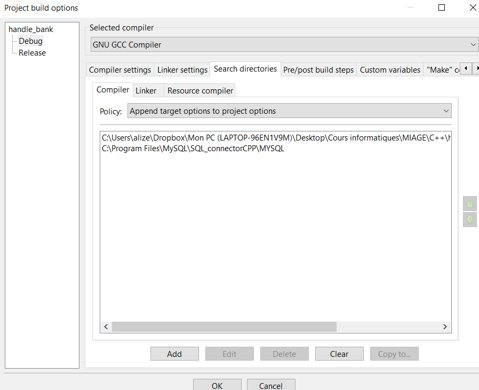 Project build options
handle_bank
Debug
Release
Selected compiler
GNU GCC Compiler
Compiler settings Linker settings Search directories Pre/post build steps Custom variables "Make"
Compiler Linker Resource compiler
Policy: Append target options to project options
C:\Users\alize\Dropbox\Mon PC (LAPTOP-96EN1V9M)\Desktop\Cours informatiques\MIAGE\C++\
C:\Program Files\MySQL\SQL_connectorCPP\MYSQL
Add Edit Delete Clear Copy to...
OK Cancel